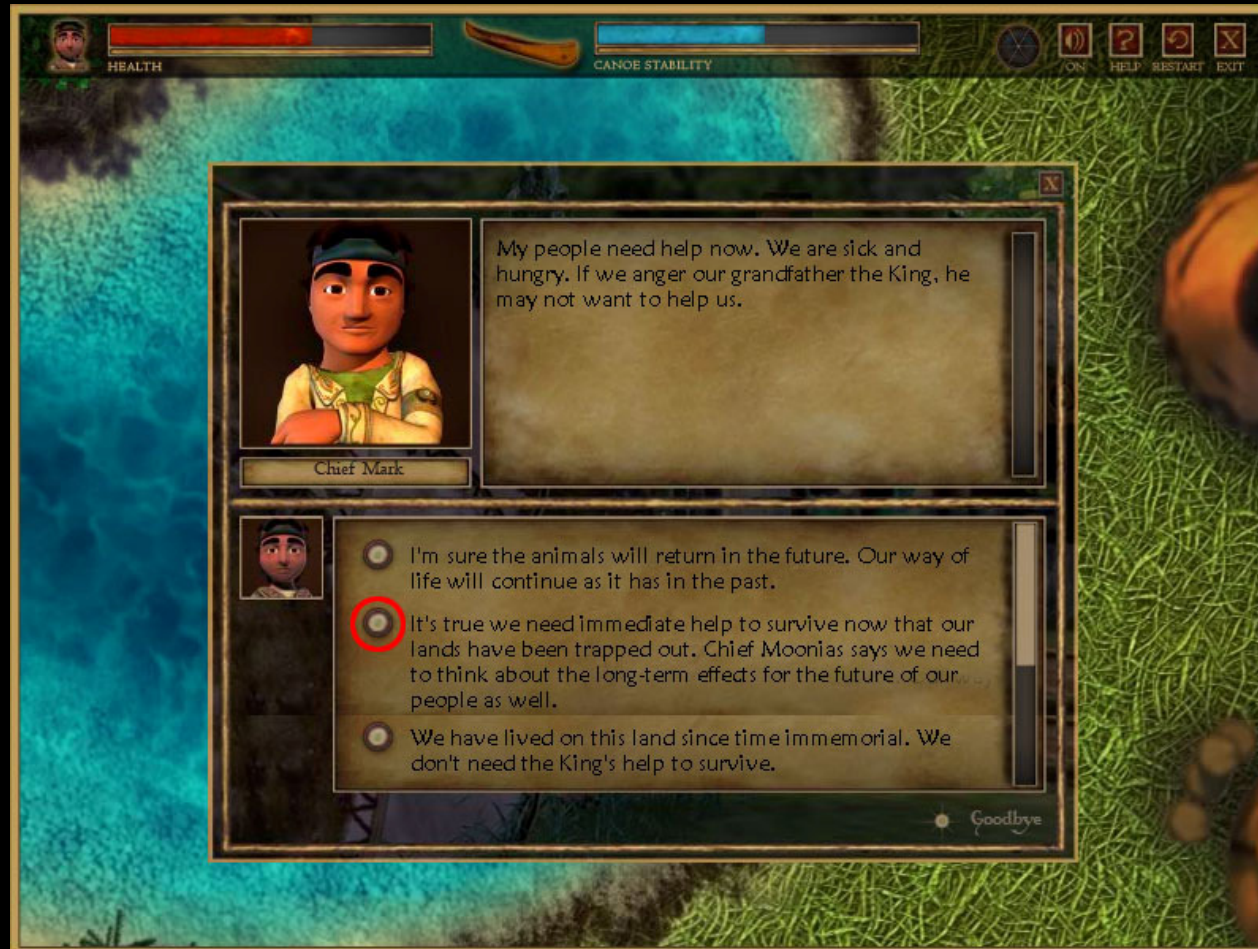 HEALTH
CANOE STABILITY
ON
HELP
RESTART
EXIT
X
My people need help now. We are sick and
hungry. If we anger our grandfather the King, he
may not want to help us.
Chief Mark
I'm sure the animals will return in the future. Our way of
life will continue as it has in the past.
It's true we need immediate help to survive now that our
lands have been trapped out. Chief Moonias says we need
to think about the long-term effects for the future of our
people as well.
We have lived on this land since time immemorial. We
don't need the King's help to survive.
Goodbye